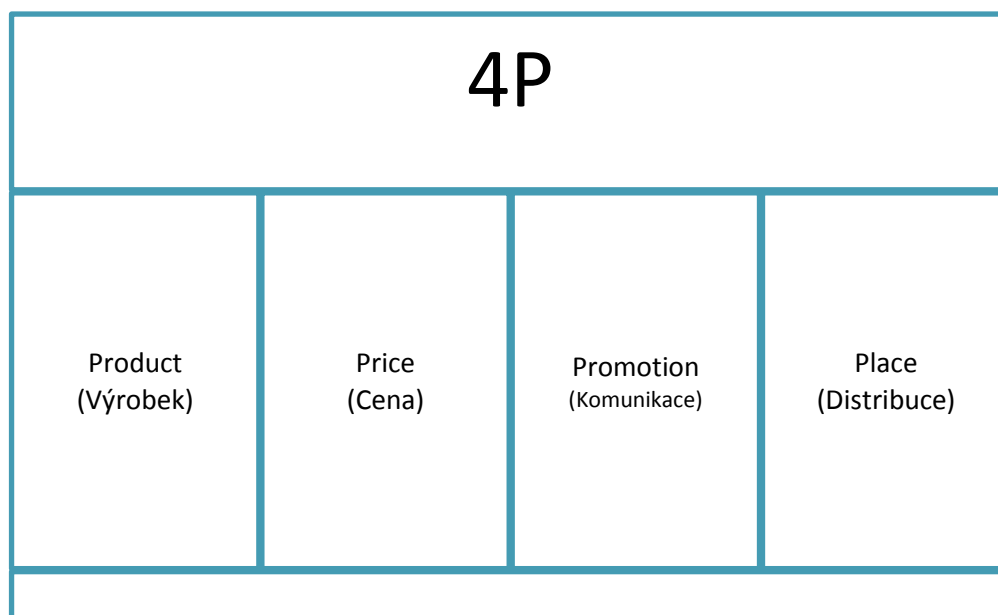 4P
Product
(Výrobek)
Price
(Cena)
Promotion
(Komunikace)
Place
(Distribuce)